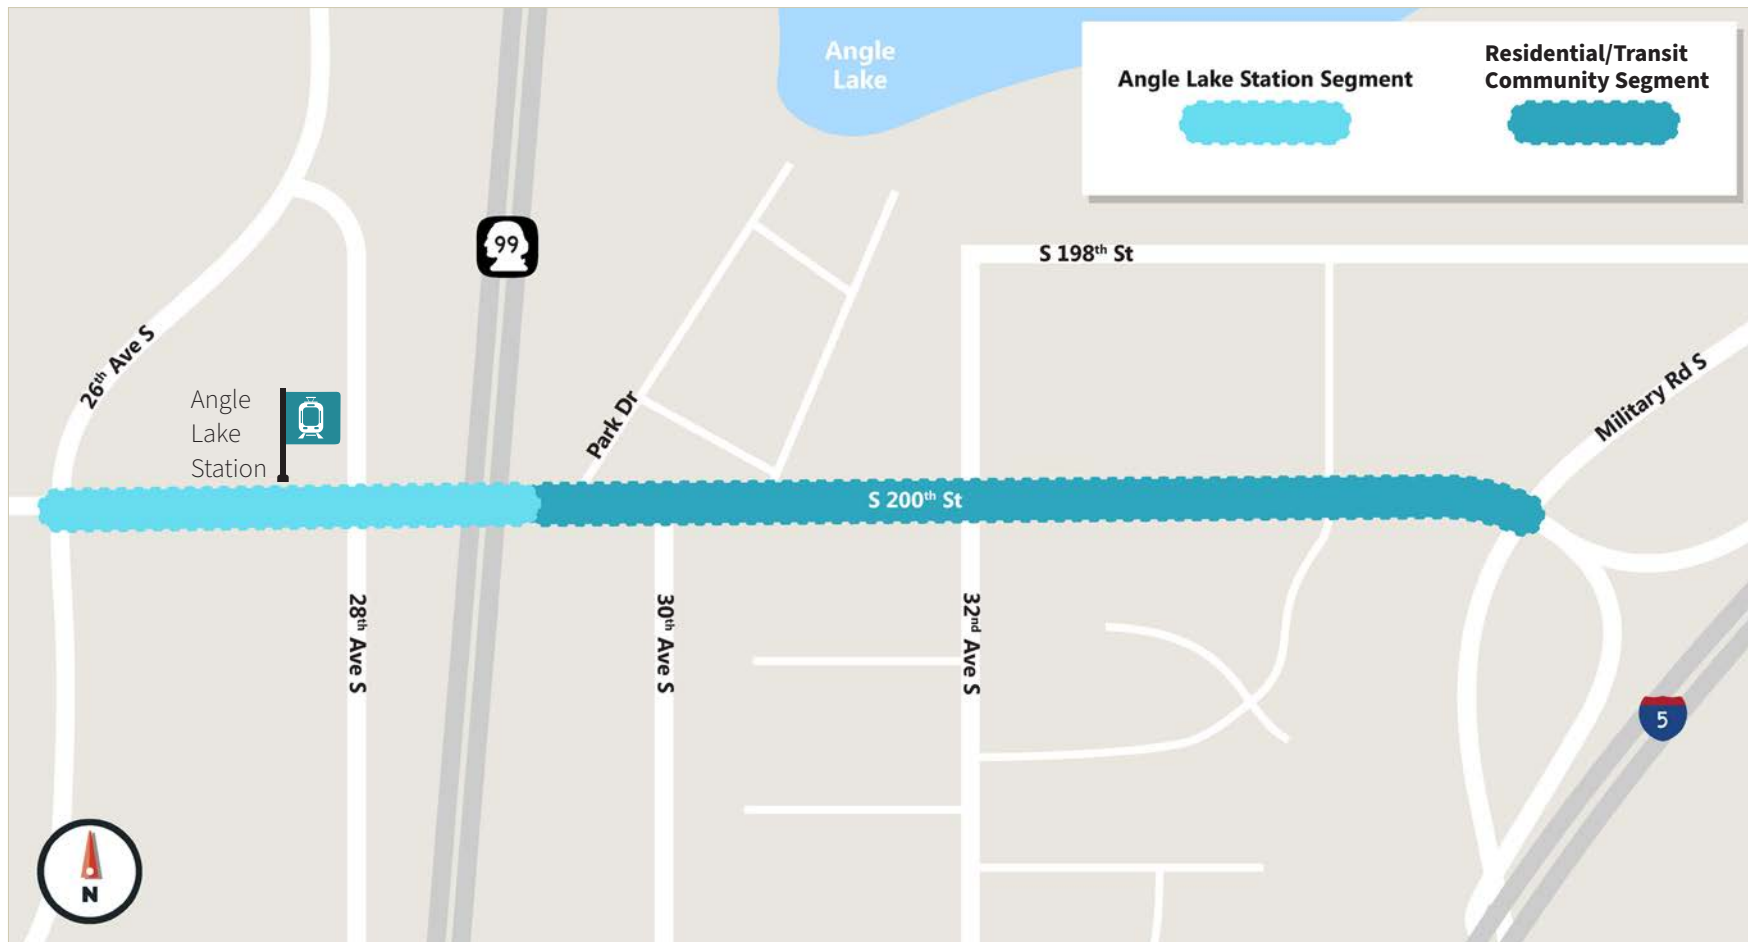 Angle
Lake
Angle Lake Station Segment
Residential/Transit
Community Segment
99
S 198th St
26th Ave S
Angle
Lake
Station
Park Dr
Military Rd S
S 200th St
28th Ave S
30th Ave S
32nd Ave S
5
N